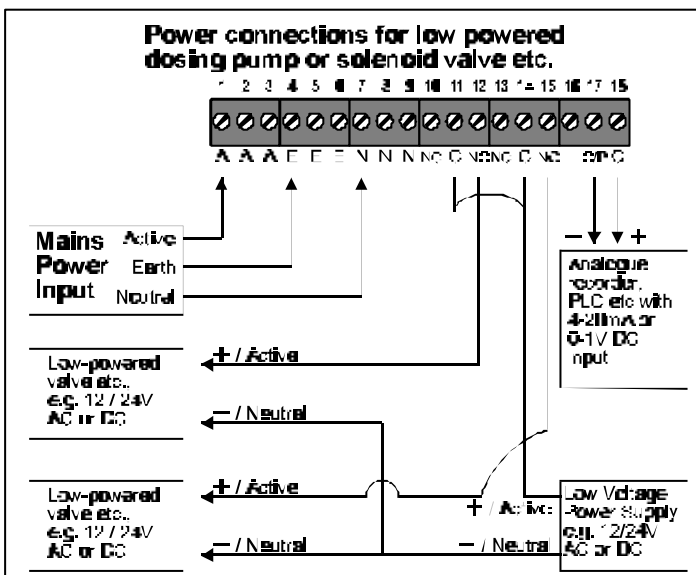 Power connections for low powered
dosing pump or solenoid valve etc.
1 2 3 4 5 6 7 8 9 10 11 12 13 14 15 16 17 18
A A A E E E N N N NO C NC NO C NC O/P C
Mains Power Input
Active
Earth
Neutral
− +
Analogue
recorder,
PLC etc with
4-20mA or
0-1V DC
input
Low-powered
valve etc..
e.g. 12 / 24V
AC or DC
+ / Active
− / Neutral
Low-powered
valve etc..
e.g. 12 / 24V
AC or DC
+ / Active
− / Neutral
+ / Active
− / Neutral
Low Voltage
Power Supply
e.g. 12/24V
AC or DC